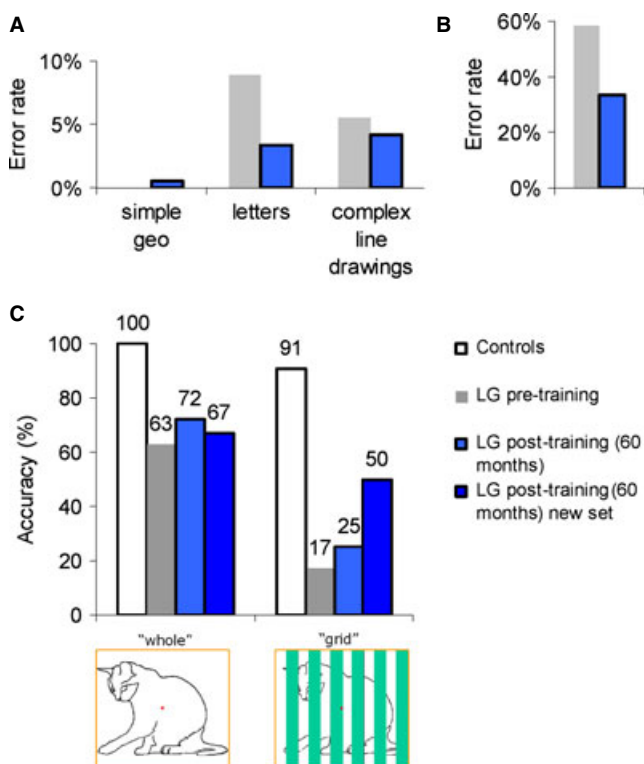 A
Error rate
10%
5%
0%
simple
geo
letters
complex
line
drawings
B
Error rate
60%
40%
20%
0%
C
Accuracy (%)
100
80
60
40
20
0
100
63
72
67
91
17
25
50
"whole"
"grid"
Controls
LG pre-training
LG post-training (60
months)
LG post-training (60
months) new set